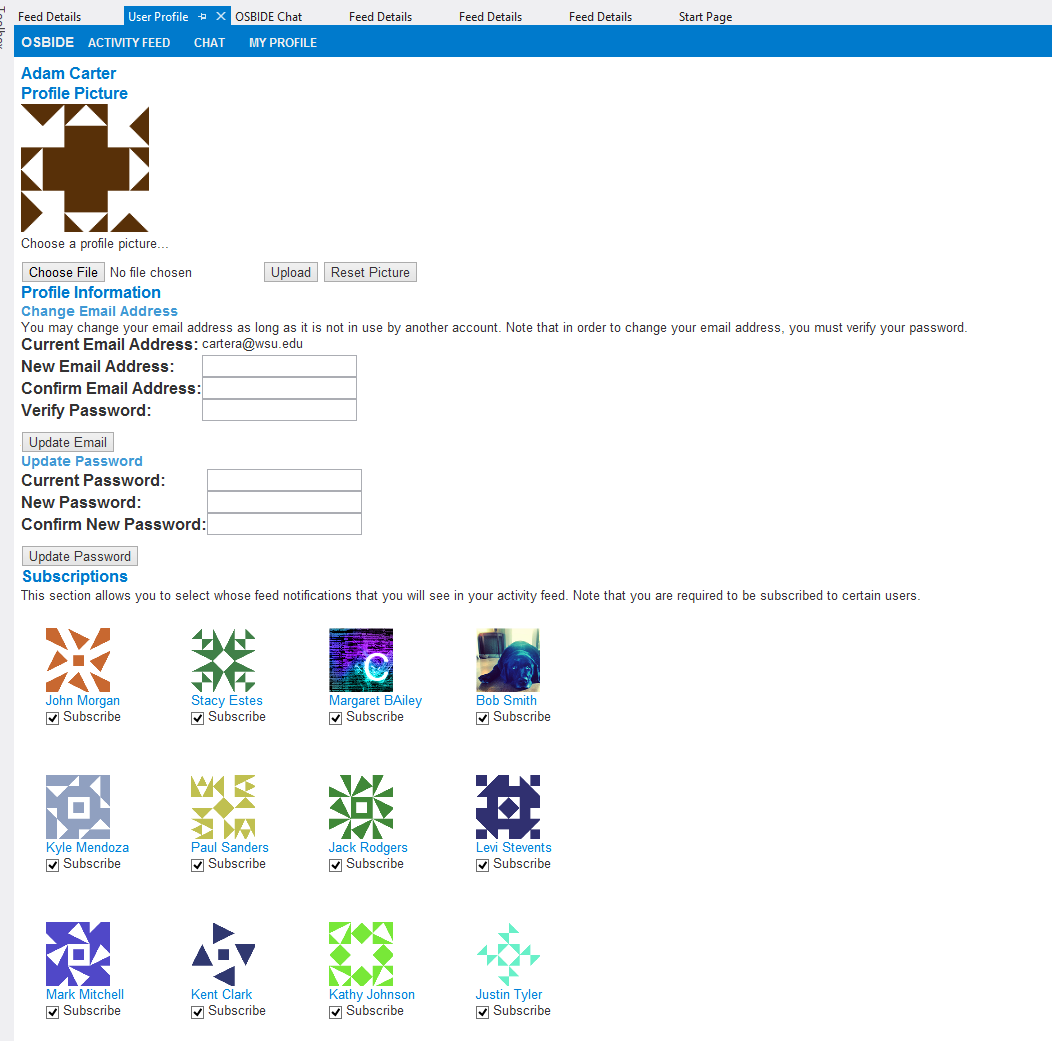 Toolbox
Feed Details User Profile OSBIDE Chat Feed Details Feed Details Feed Details Start Page
OSBIDE ACTIVITY FEED CHAT MY PROFILE
Adam Carter
Profile Picture
Choose a profile picture...
Choose File No file chosen Upload Reset Picture
Profile Information
Change Email Address
You may change your email address as long as it is not in use by another account. Note that in order to change your email address, you must verify your password.
Current Email Address: cartera@wsu.edu
New Email Address:
Confirm Email Address:
Verify Password:
Update Email
Update Password
Current Password:
New Password:
Confirm New Password:
Update Password
Subscriptions
This section allows you to select whose feed notifications that you will see in your activity feed. Note that you are required to be subscribed to certain users.
C
John Morgan Stacy Estes Margaret BAiley Bob Smith
Subscribe Subscribe Subscribe Subscribe
Kyle Mendoza Paul Sanders Jack Rodgers Levi Stevents
Subscribe Subscribe Subscribe Subscribe
Mark Mitchell Kent Clark Kathy Johnson Justin Tyler
Subscribe Subscribe Subscribe Subscribe